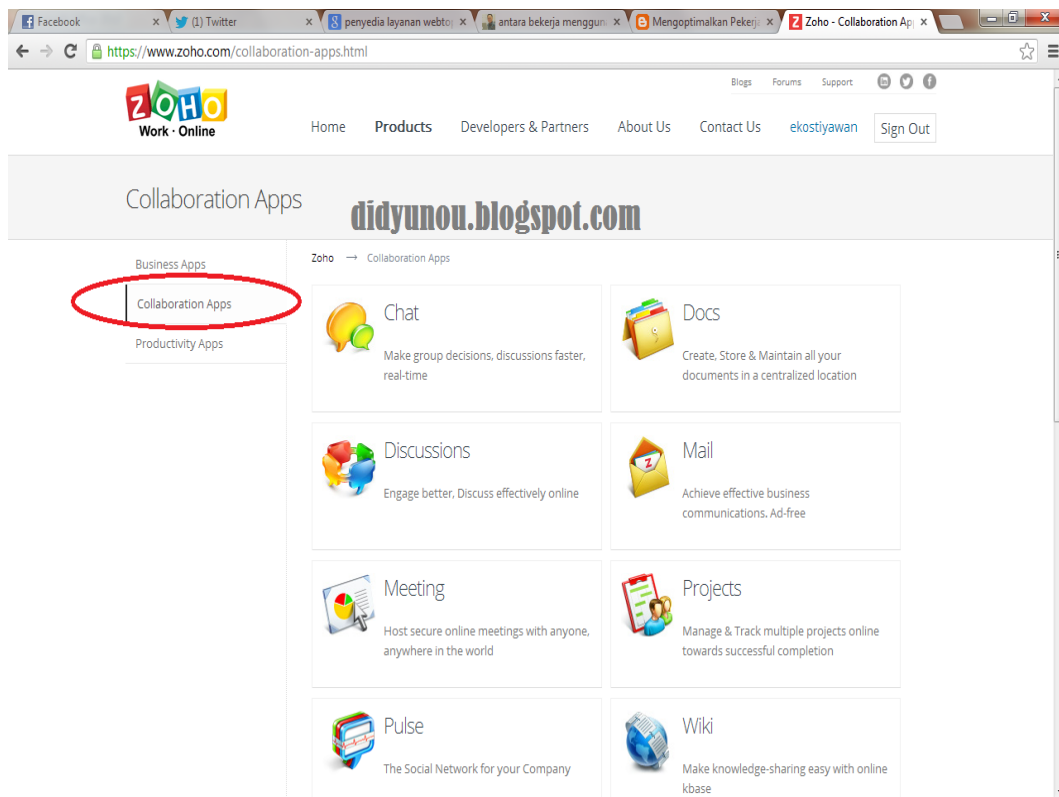 Facebook
(1) Twitter
penyedia layanan webtop
antara bekerja menggun
Mengoptimalkan Pekerja
Zoho - Collaboration App
https://www.zoho.com/collaboration-apps.html
Blogs Forums Support
ZOHO
Work · Online
Home Products Developers & Partners About Us Contact Us ekostiyawan Sign Out
Collaboration Apps
didyunou.blogspot.com
Business Apps
Collaboration Apps
Productivity Apps
Zoho → Collaboration Apps
Chat
Make group decisions, discussions faster,
real-time
Docs
Create, Store & Maintain all your
documents in a centralized location
Discussions
Engage better, Discuss effectively online
Mail
Achieve effective business
communications. Ad-free
Meeting
Host secure online meetings with anyone,
anywhere in the world
Projects
Manage & Track multiple projects online
towards successful completion
Pulse
The Social Network for your Company
Wiki
Make knowledge-sharing easy with online
kbase